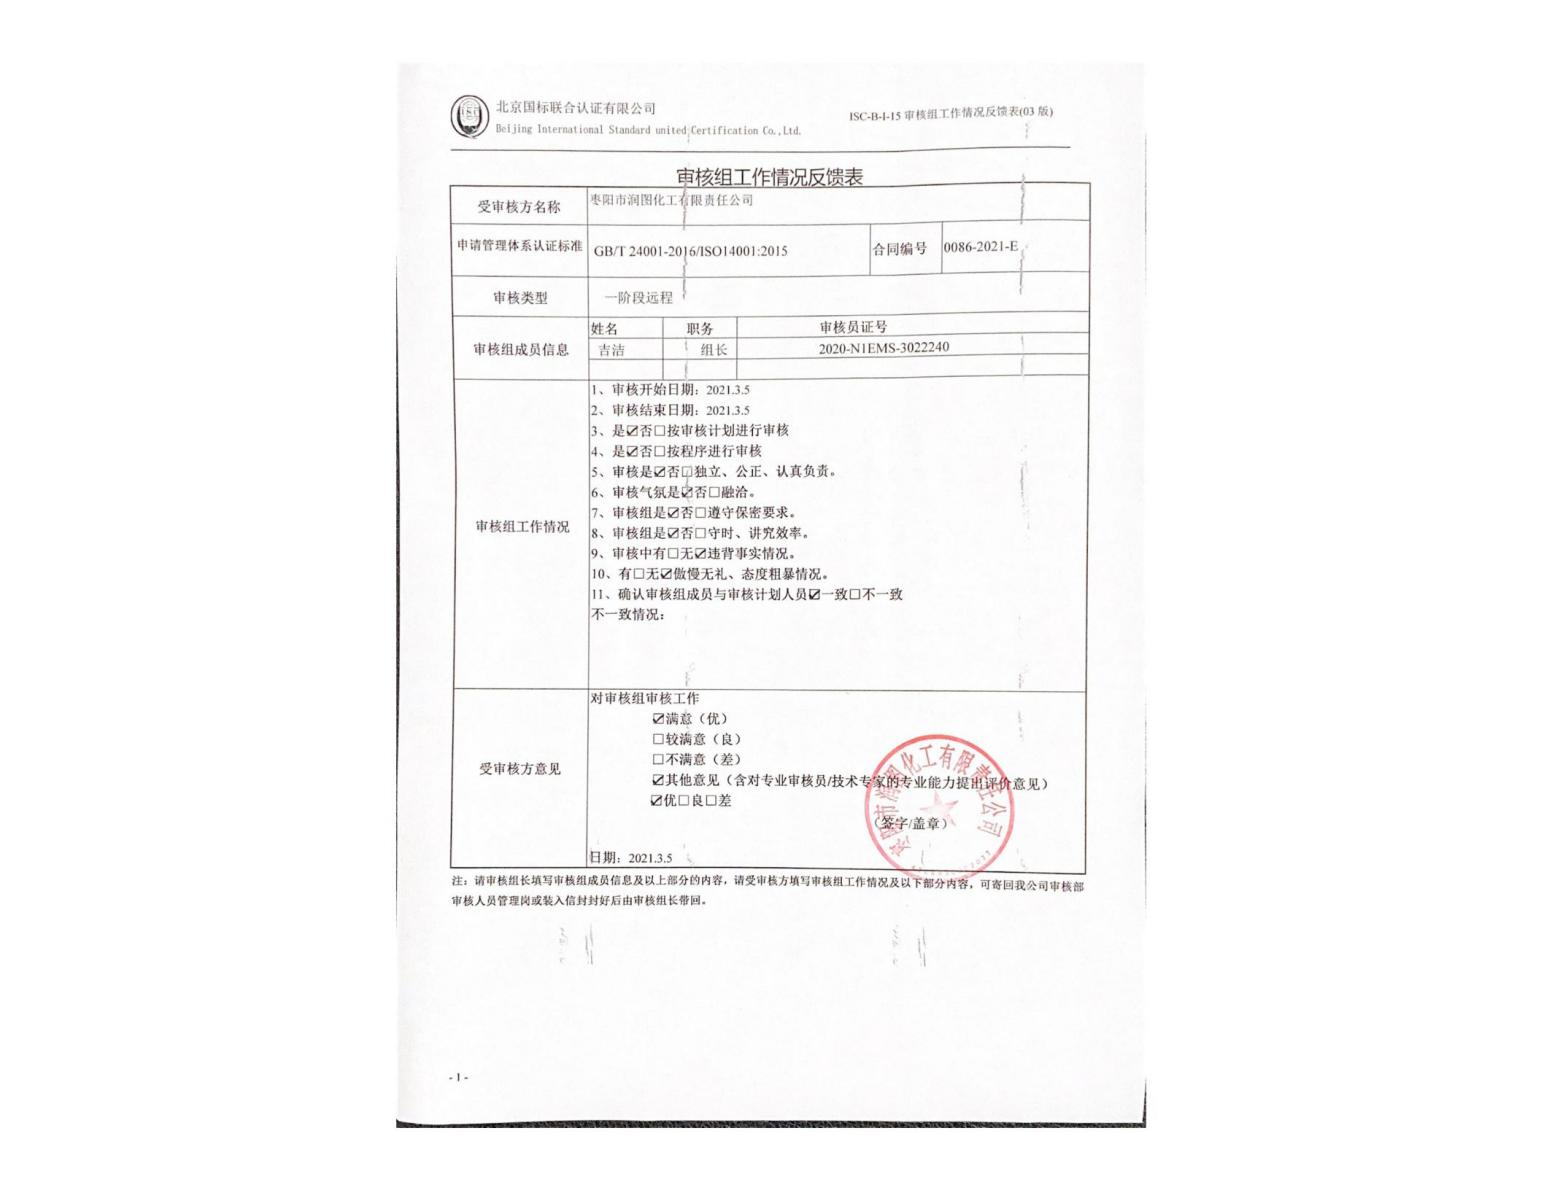 北京国标联合认证有限公司
Beijing International Standard united Certification Co.,Ltd.
ISC-B-I-15 审核组工作情况反馈表(03 版)
审核组工作情况反馈表
受审核方名称 枣阳市润图化工有限责任公司
申请管理体系认证标准 GB/T 24001-2016/ISO14001:2015 合同编号 0086-2021-E
审核类型 一阶段远程
审核组成员信息
姓名 职务 审核员证号
吉洁 组长 2020-N1EMS-3022240
审核组工作情况
1、审核开始日期：2021.3.5
2、审核结束日期：2021.3.5
3、是☑否☐按审核计划进行审核
4、是☑否☐按程序进行审核
5、审核是☑否☐独立、公正、认真负责。
6、审核气氛是☑否☐融洽。
7、审核组是☑否☐遵守保密要求。
8、审核组是☑否☐守时、讲究效率。
9、审核中有☐无☑违背事实情况。
10、有☐无☑傲慢无礼、态度粗暴情况。
11、确认审核组成员与审核计划人员☑一致☐不一致
不一致情况：
受审核方意见
对审核组审核工作
☑满意（优）
☐较满意（良）
☐不满意（差）
☑其他意见（含对专业审核员/技术专家的专业能力提出评价意见）
☑优☐良☐差
（签字/盖章）
枣阳市润图化工有限责任公司
日期：2021.3.5
注：请审核组长填写审核组成员信息及以上部分的内容，请受审核方填写审核组工作情况及以下部分内容，可寄回我公司审核部
审核人员管理岗或装入信封封好后由审核组长带回。
- 1 -